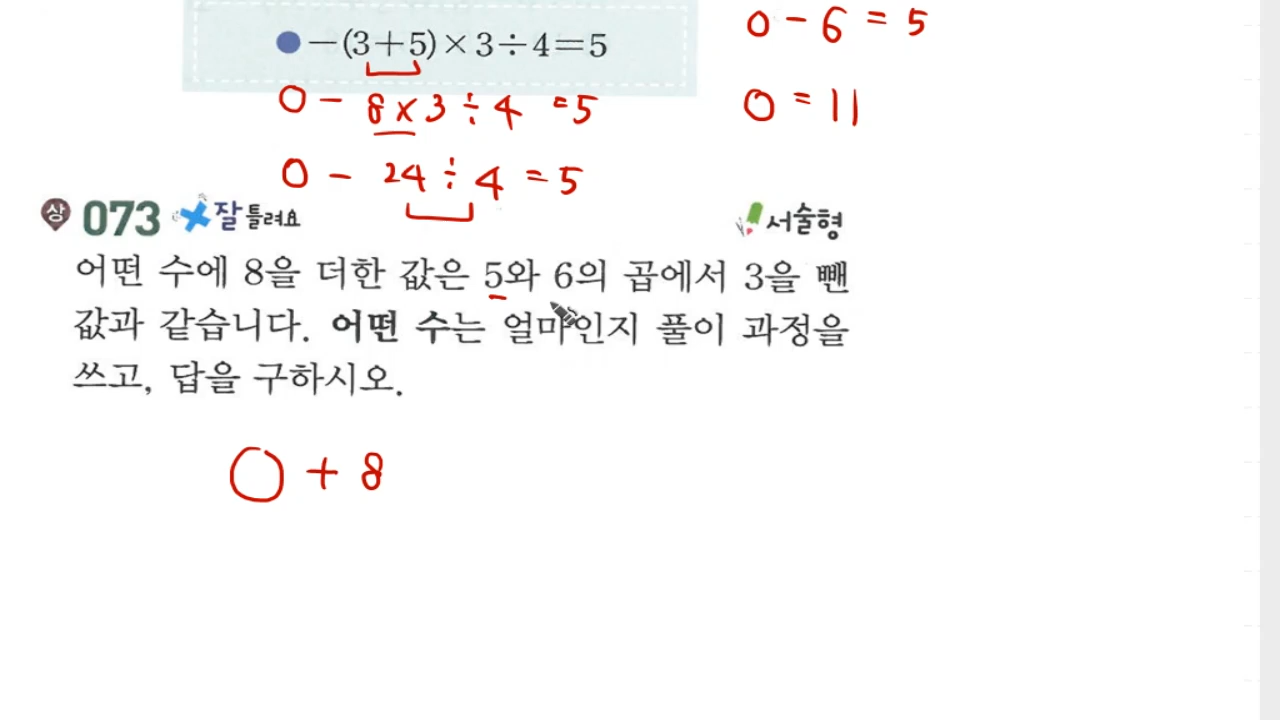 ● − (3+5)×3÷4=5
0 - 6 = 5
0 - 8 × 3 ÷ 4 = 5
0 = 11
0 - 24 ÷ 4 = 5
상 073 잘 틀려요 서술형
어떤 수에 8을 더한 값은 5와 6의 곱에서 3을 뺀
값과 같습니다. 어떤 수는 얼마인지 풀이 과정을
쓰고, 답을 구하시오.
○ + 8